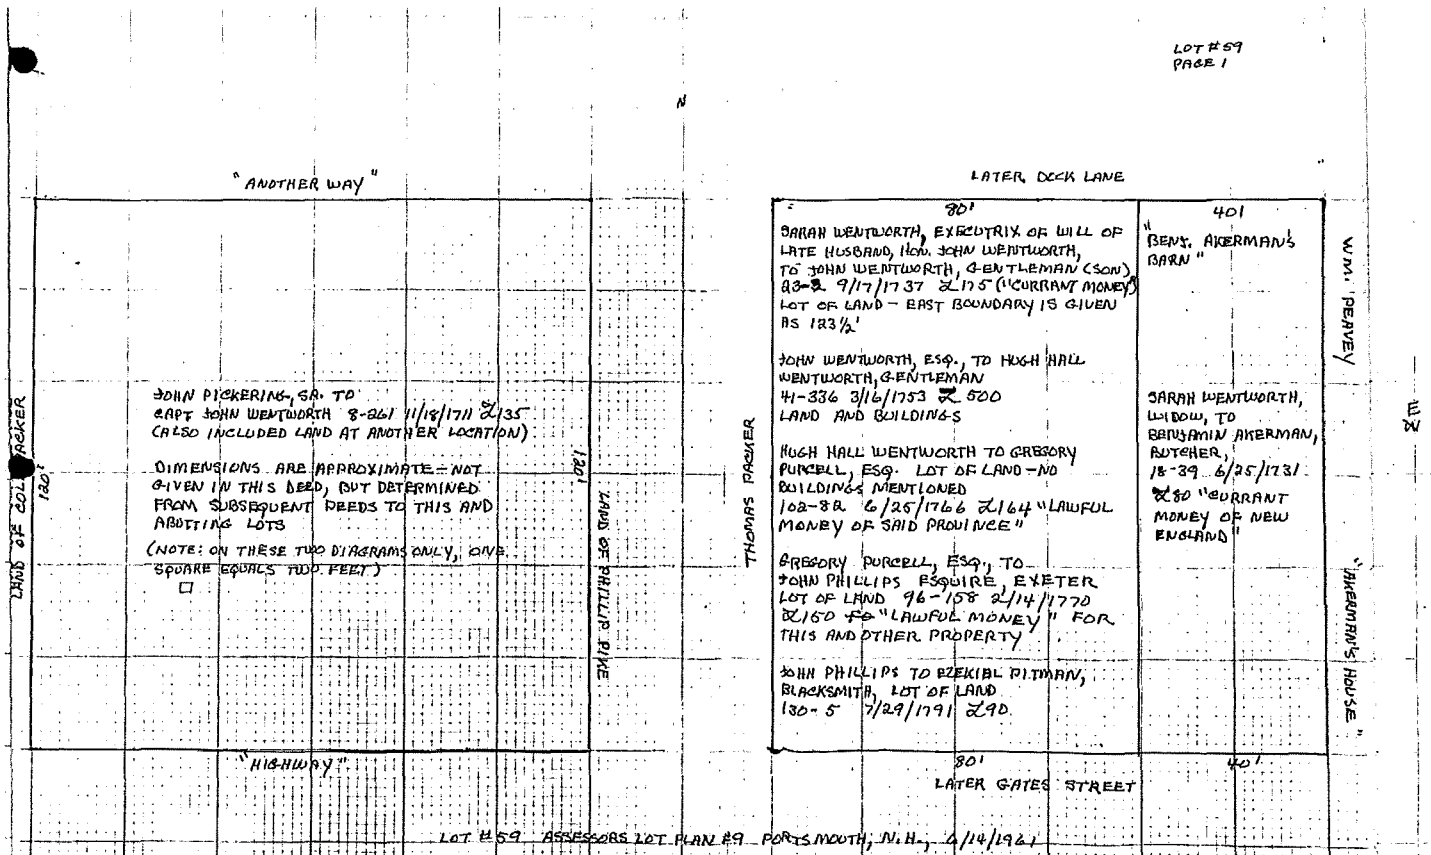 LOT #59
PAGE 1
N
"ANOTHER WAY"
JOHN PICKERING, SR. TO
CAPT JOHN WENTWORTH 8-261 11/18/1711 £135
(ALSO INCLUDED LAND AT ANOTHER LOCATION)
DIMENSIONS ARE APPROXIMATE - NOT
GIVEN IN THIS DEED, BUT DETERMINED
FROM SUBSEQUENT DEEDS TO THIS AND
ABUTTING LOTS
(NOTE: ON THESE TWO DIAGRAMS ONLY, ONE
SQUARE EQUALS TWO FEET)
LAND OF
120'
120'
LAND OF PHILLIP PIKE
"HIGHWAY"
LATER DOCK LANE
THOMAS PACKER
80'
SARAH WENTWORTH, EXECUTRIX OF WILL OF
LATE HUSBAND, HON. JOHN WENTWORTH,
TO JOHN WENTWORTH, GENTLEMAN (SON)
23-2 9/17/1737 £175 ("CURRANT MONEY")
LOT OF LAND - EAST BOUNDARY IS GIVEN
AS 123½'
JOHN WENTWORTH, ESQ., TO HUGH HALL
WENTWORTH, GENTLEMAN
41-336 3/16/1753 £500
LAND AND BUILDINGS
HUGH HALL WENTWORTH TO GREGORY
PURCELL, ESQ. LOT OF LAND - NO
BUILDINGS MENTIONED
102-82 6/25/1766 £164 "LAWFUL
MONEY OF SAID PROVINCE"
GREGORY PURCELL, ESQ., TO
JOHN PHILLIPS ESQUIRE, EXETER
LOT OF LAND 96-158 2/14/1770
£150 "LAWFUL MONEY" FOR
THIS AND OTHER PROPERTY
JOHN PHILLIPS TO EZEKIAL PITMAN,
BLACKSMITH, LOT OF LAND
130-5 7/29/1791 £90
80'
40'
"BENJ. AKERMAN'S
BARN"
SARAH WENTWORTH,
WIDOW, TO
BENJAMIN AKERMAN,
BUTCHER,
18-39 6/25/1731
£80 "CURRANT
MONEY OF NEW
ENGLAND"
40'
WM. PEAVEY
"AKERMAN'S HOUSE"
LATER GATES STREET
LOT #59 ASSESSORS LOT PLAN #9 PORTSMOUTH, N.H., 6/14/1961